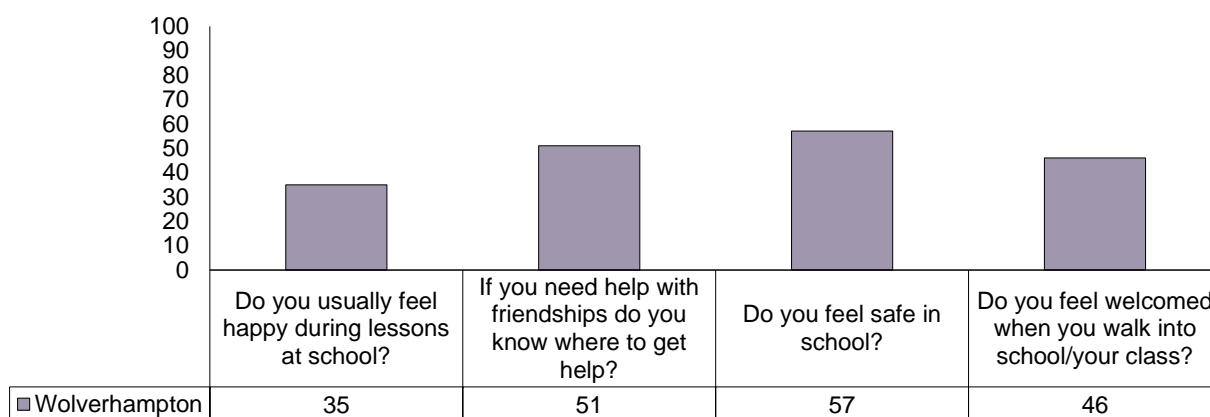 100
90
80
70
60
50
40
30
20
10
0
Do you usually feel
happy during lessons
at school?
If you need help with
friendships do you
know where to get
help?
Do you feel safe in
school?
Do you feel welcomed
when you walk into
school/your class?
Wolverhampton 35 51 57 46